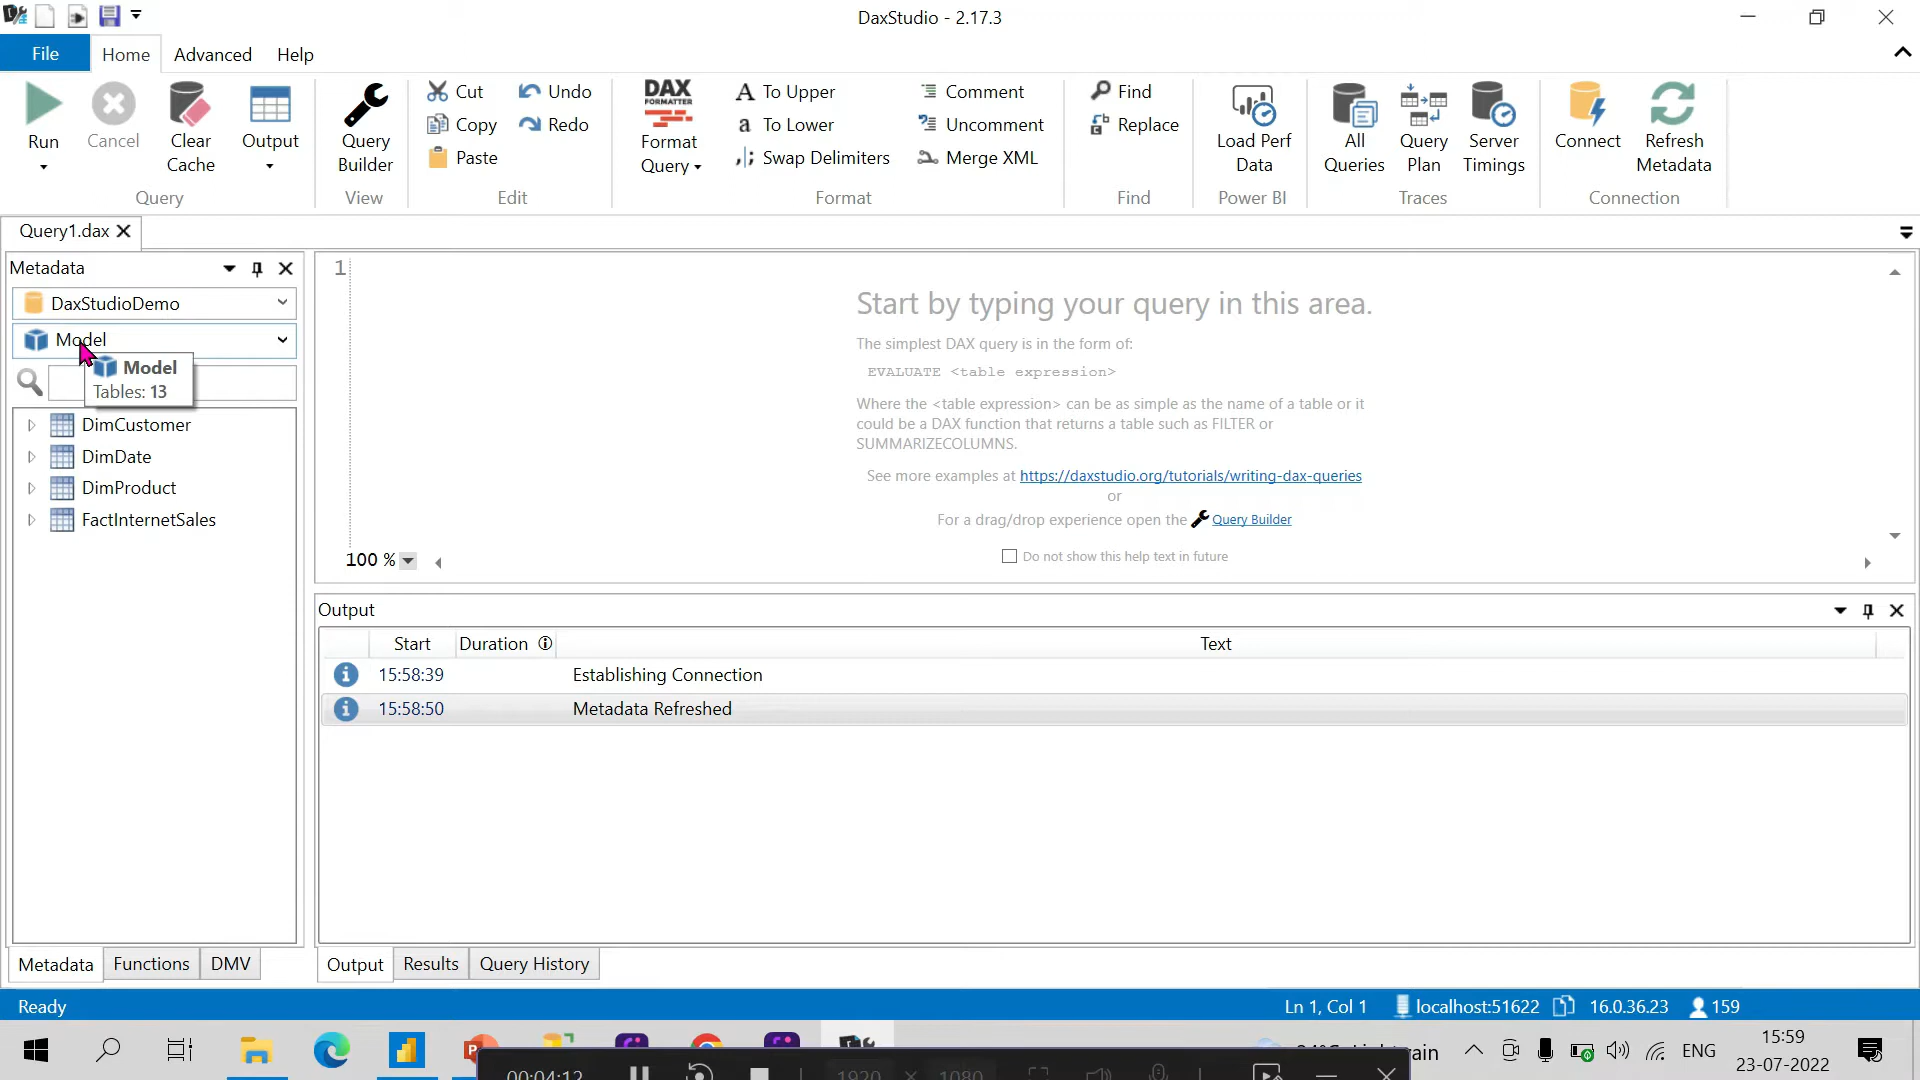 DaxStudio - 2.17.3
File
Home
Advanced
Help
Run
Cancel
Clear
Cache
Output
Query
Query
Builder
View
Cut
Copy
Paste
Undo
Redo
Edit
DAX
FORMATTER
Format
Query
To Upper
To Lower
Swap Delimiters
Comment
Uncomment
Merge XML
Format
Find
Replace
Find
Load Perf
Data
Power BI
All
Queries
Query
Plan
Server
Timings
Traces
Connect
Refresh
Metadata
Connection
Query1.dax
Metadata
DaxStudioDemo
Model
Model
Tables: 13
DimCustomer
DimDate
DimProduct
FactInternetSales
1
Start by typing your query in this area.
The simplest DAX query is in the form of:
EVALUATE <table expression>
Where the <table expression> can be as simple as the name of a table or it
could be a DAX function that returns a table such as FILTER or
SUMMARIZECOLUMNS.
See more examples at https://daxstudio.org/tutorials/writing-dax-queries
or
For a drag/drop experience open the Query Builder
Do not show this help text in future
100 %
Output
Start Duration Text
15:58:39 Establishing Connection
15:58:50 Metadata Refreshed
Metadata Functions DMV
Output Results Query History
Ready
Ln 1, Col 1 localhost:51622 16.0.36.23 159
ENG
15:59
23-07-2022
00:04:12
1920 × 1080